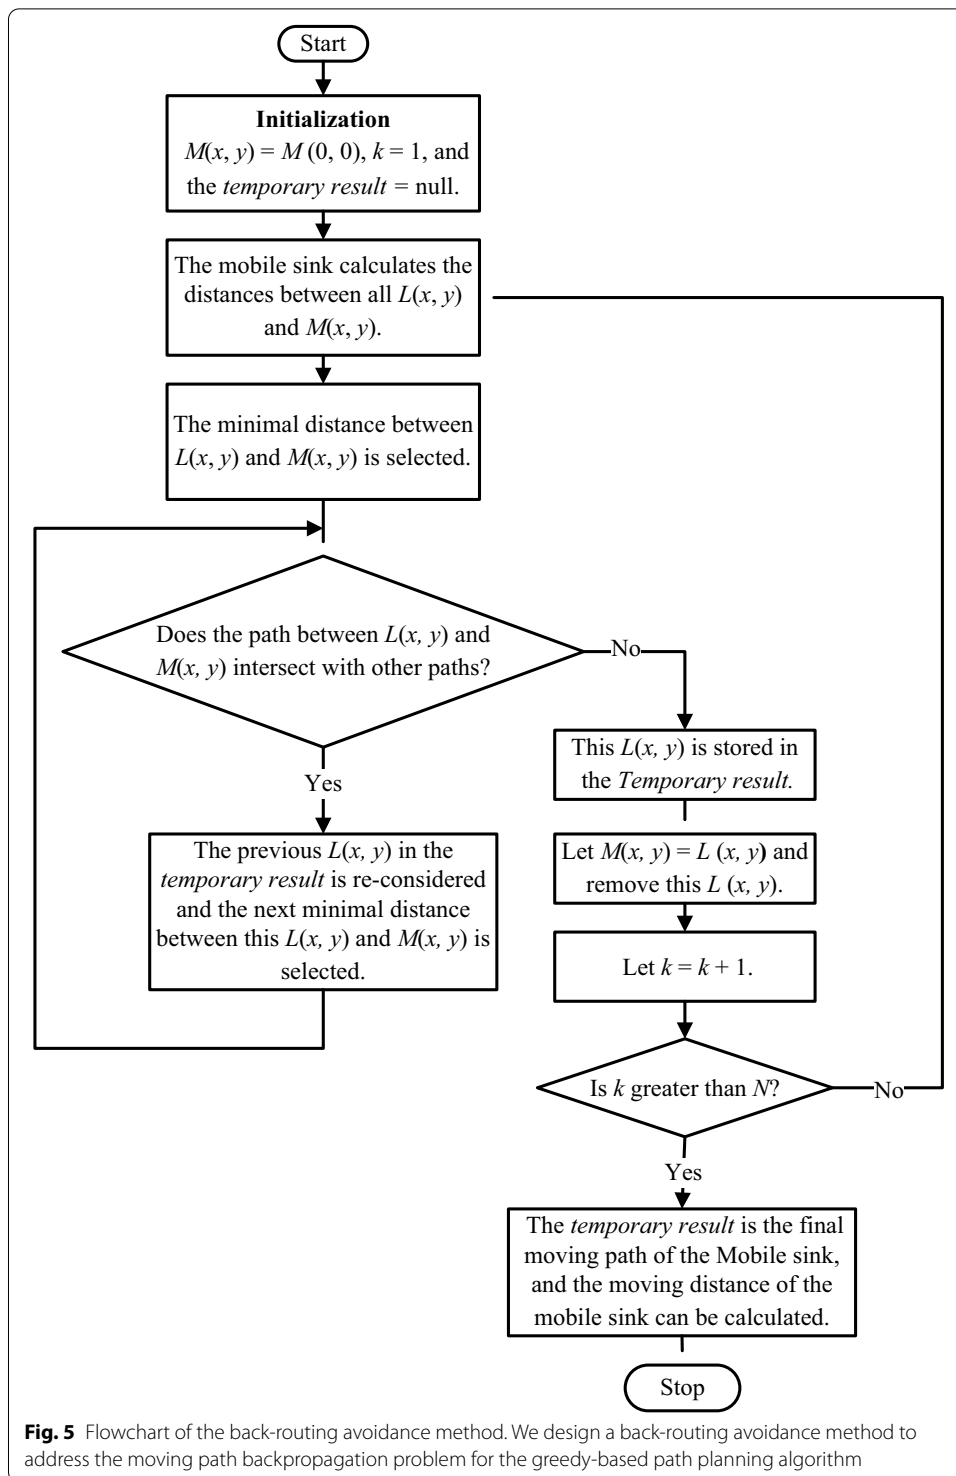 Start
Initialization
M(x, y) = M (0, 0), k = 1, and
the temporary result = null.
The mobile sink calculates the
distances between all L(x, y)
and M(x, y).
The minimal distance between
L(x, y) and M(x, y) is selected.
Does the path between L(x, y) and
M(x, y) intersect with other paths?
No
Yes
The previous L(x, y) in the
temporary result is re-considered
and the next minimal distance
between this L(x, y) and M(x, y) is
selected.
This L(x, y) is stored in
the Temporary result.
Let M(x, y) = L (x, y) and
remove this L (x, y).
Let k = k + 1.
Is k greater than N?
No
Yes
The temporary result is the final
moving path of the Mobile sink,
and the moving distance of the
mobile sink can be calculated.
Stop
Fig. 5 Flowchart of the back-routing avoidance method. We design a back-routing avoidance method to
address the moving path backpropagation problem for the greedy-based path planning algorithm